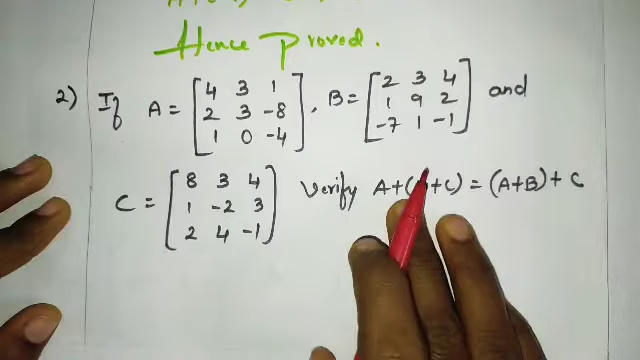 Hence proved.
2) If A = [4 3 1 2 3 -8 1 0 -4], B = [2 3 4 1 9 2 -7 1 -1] and
C = [8 3 4 1 -2 3 2 4 -1] Verify A+( +C) = (A+B)+C